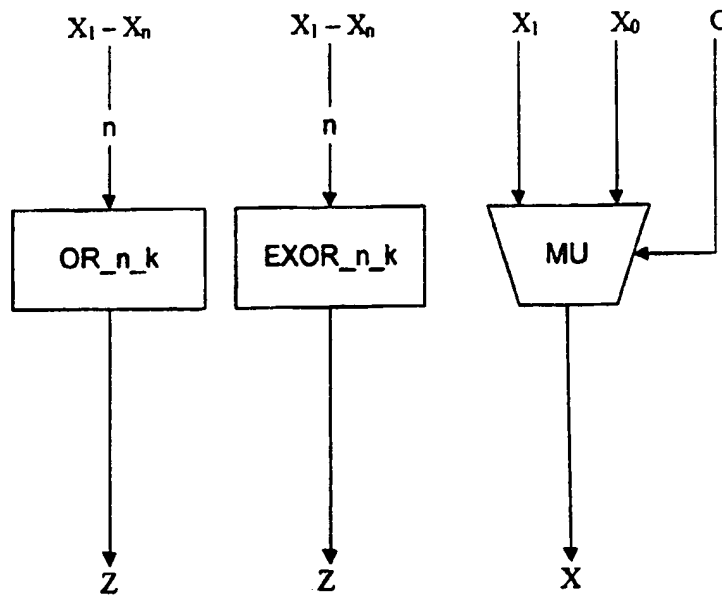 X₁ – Xₙ X₁ – Xₙ X₁ X₀ C
n n
OR_n_k EXOR_n_k MU
Z Z X